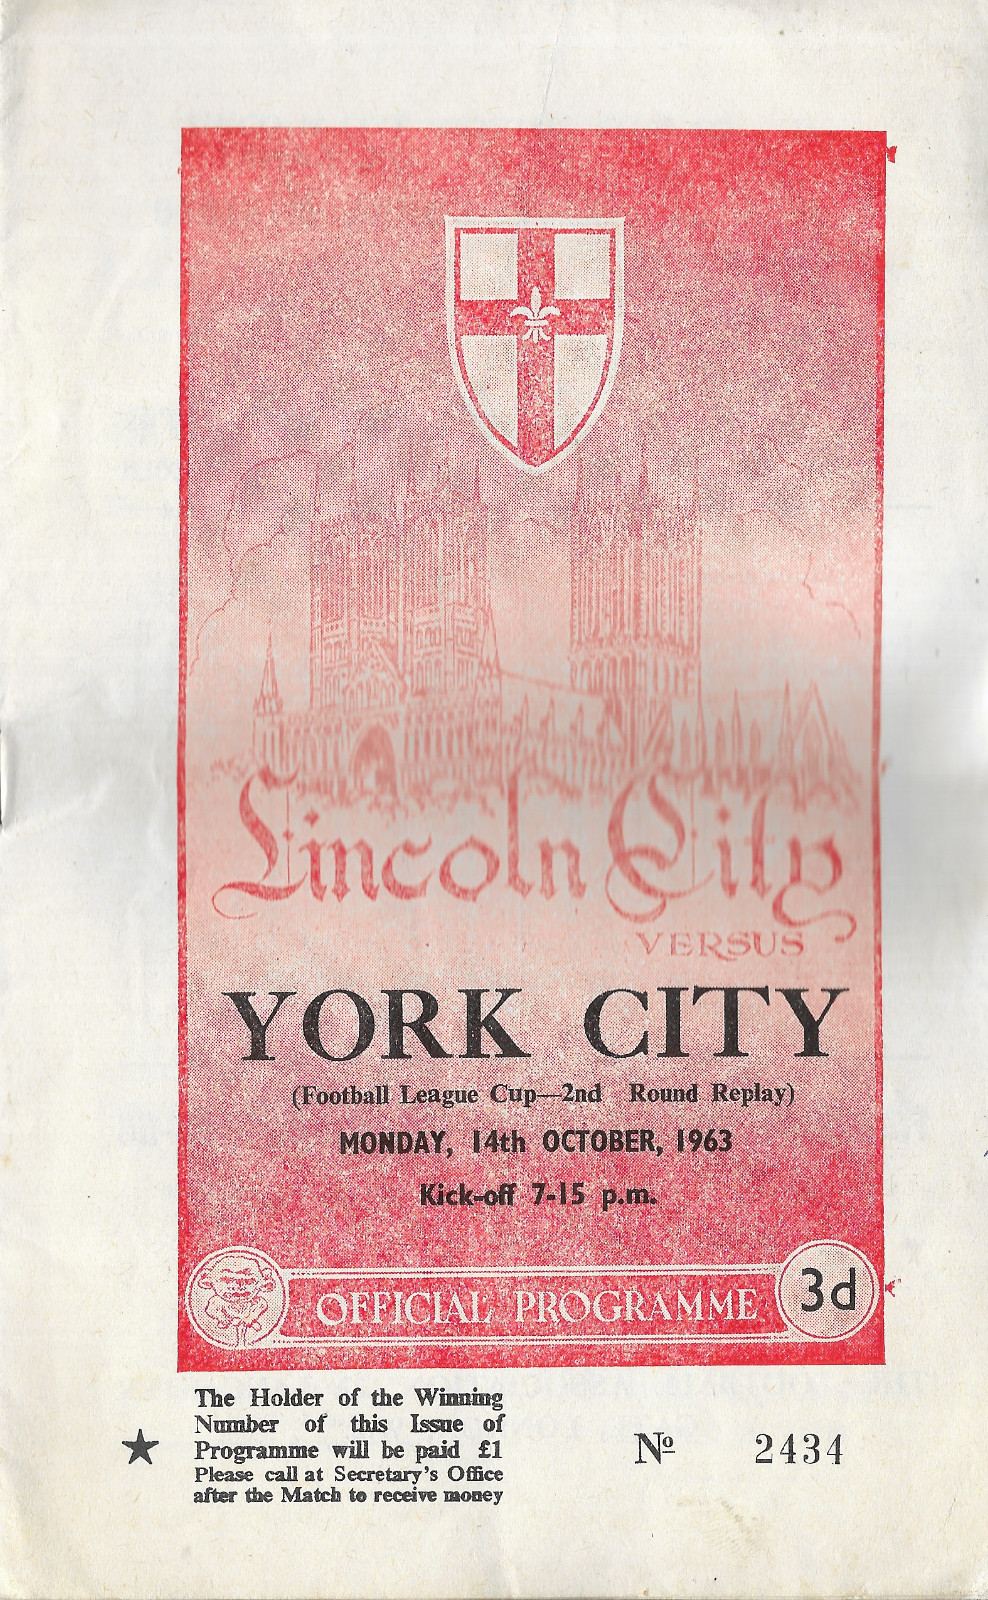 Lincoln City
VERSUS
YORK CITY
(Football League Cup—2nd Round Replay)
MONDAY, 14th OCTOBER, 1963
Kick-off 7-15 p.m.
OFFICIAL PROGRAMME 3d
The Holder of the Winning
Number of this Issue of
Programme will be paid £1
Please call at Secretary's Office
after the Match to receive money
Nº 2434